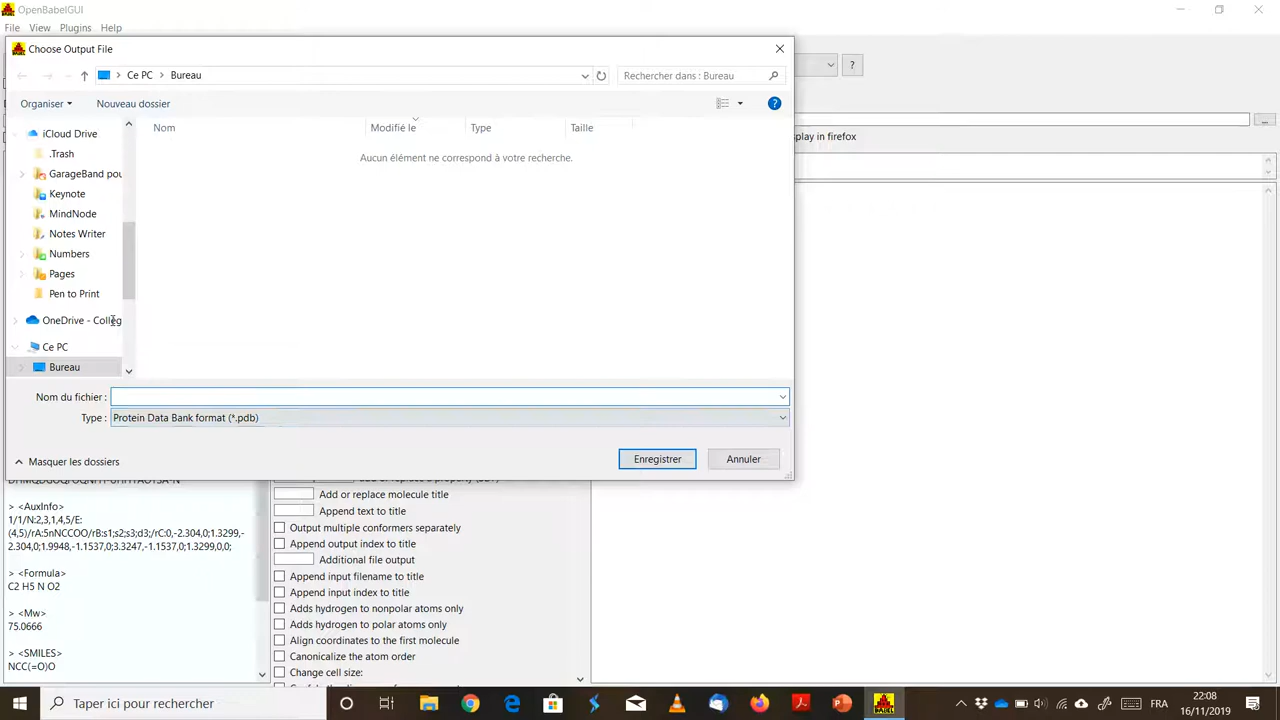 OpenBabelGUI
File View Plugins Help
Choose Output File
Ce PC > Bureau
Rechercher dans : Bureau
?
Organiser
Nouveau dossier
?
...
iCloud Drive
.Trash
GarageBand pou
Keynote
MindNode
Notes Writer
Numbers
Pages
Pen to Print
OneDrive - Colleg
Ce PC
Bureau
Nom Modifié le Type Taille
Aucun élément ne correspond à votre recherche.
play in firefox
Nom du fichier :
Type : Protein Data Bank format (*.pdb)
Masquer les dossiers
Enregistrer
Annuler
> <AuxInfo>
1/1/N:2,3,1,4,5/E:
(4,5)/rA:5nNCCOO/rB:s1;s2;s3;d3;/rC:0,-2.304,0;1.3299,-
2.304,0;1.9948,-1.1537,0;3.3247,-1.1537,0;1.3299,0,0;
> <Formula>
C2 H5 N O2
> <Mw>
75.0666
> <SMILES>
NCC(=O)O
Add or replace molecule title
Append text to title
Output multiple conformers separately
Append output index to title
Additional file output
Append input filename to title
Append input index to title
Adds hydrogen to nonpolar atoms only
Adds hydrogen to polar atoms only
Align coordinates to the first molecule
Canonicalize the atom order
Change cell size:
Taper ici pour rechercher
BABEL
FRA
22:08
16/11/2019